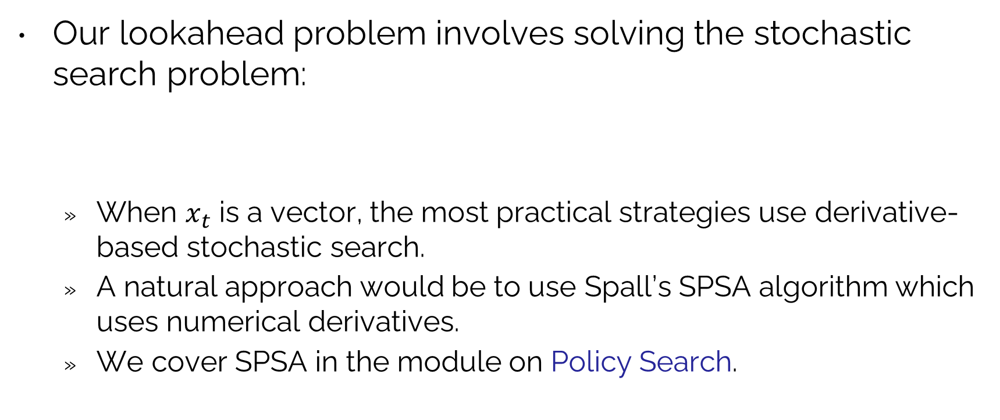 • Our lookahead problem involves solving the stochastic
search problem:
» When 𝑥ₜ is a vector, the most practical strategies use derivative-
based stochastic search.
» A natural approach would be to use Spall’s SPSA algorithm which
uses numerical derivatives.
» We cover SPSA in the module on Policy Search.